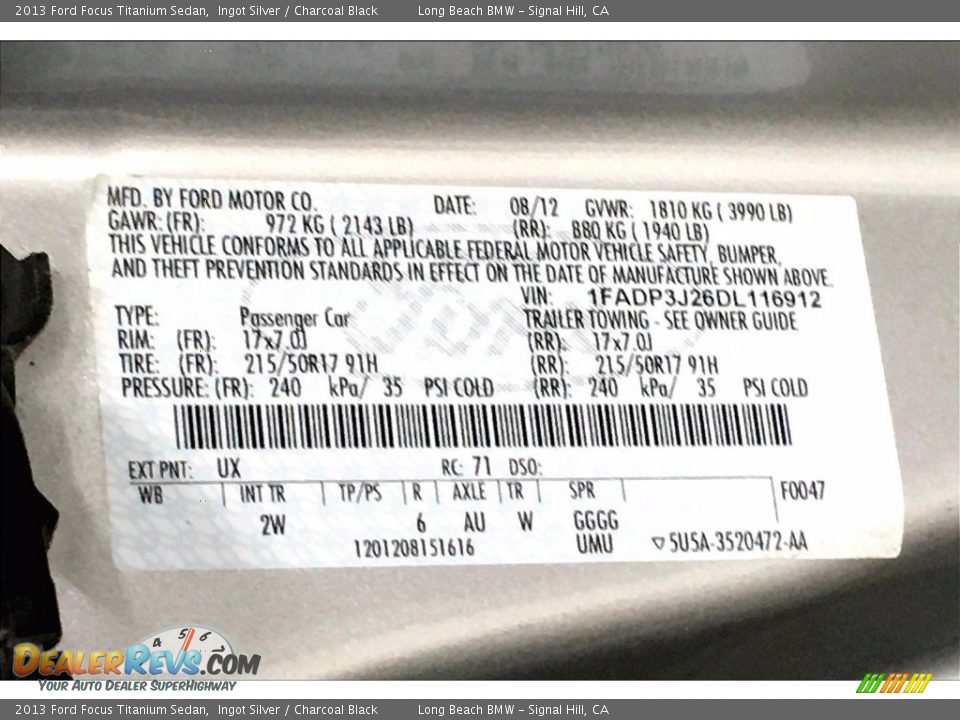 2013 Ford Focus Titanium Sedan, Ingot Silver / Charcoal Black Long Beach BMW - Signal Hill, CA
MFD. BY FORD MOTOR CO. DATE: 08/12 GVWR: 1810 KG ( 3990 LB)
GAWR: (FR): 972 KG ( 2143 LB) (RR): 880 KG ( 1940 LB)
THIS VEHICLE CONFORMS TO ALL APPLICABLE FEDERAL MOTOR VEHICLE SAFETY, BUMPER,
AND THEFT PREVENTION STANDARDS IN EFFECT ON THE DATE OF MANUFACTURE SHOWN ABOVE.
VIN: 1FADP3J26DL116912
TYPE: Passenger Car TRAILER TOWING - SEE OWNER GUIDE
RIM: (FR): 17x7.0J (RR): 17x7.0J
TIRE: (FR): 215/50R17 91H (RR): 215/50R17 91H
PRESSURE: (FR): 240 kPa/ 35 PSI COLD (RR): 240 kPa/ 35 PSI COLD
EXT PNT: UX RC: 71 DSO:
WB INT TR TP/PS R AXLE TR SPR F0047
2W 6 AU W GGGG
1201208151616 UMU ▽5U5A-3520472-AA
4 5 6
DEALERREVS.COM
YOUR AUTO DEALER SUPERHIGHWAY
2013 Ford Focus Titanium Sedan, Ingot Silver / Charcoal Black Long Beach BMW - Signal Hill, CA